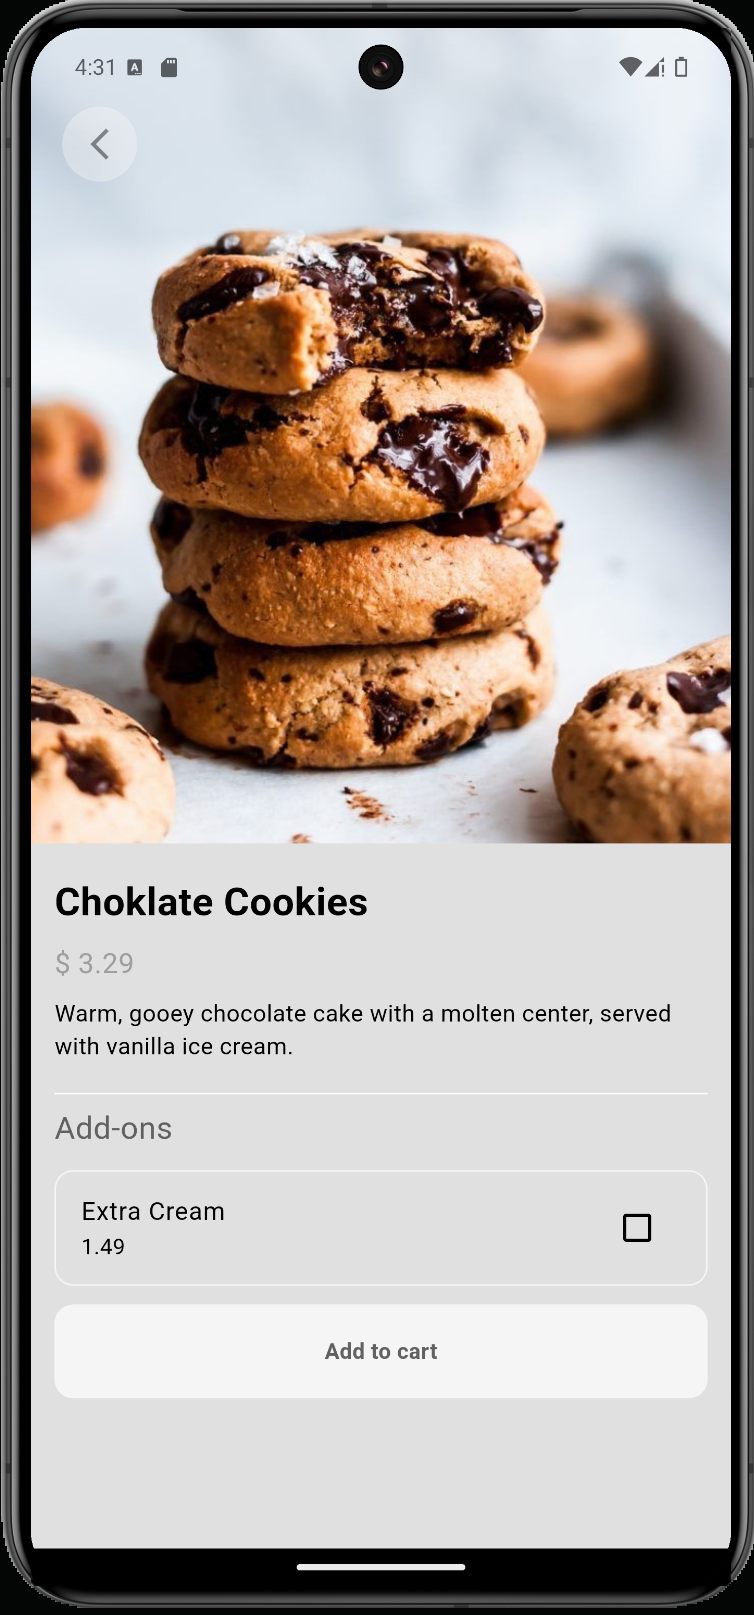 4:31 A
Choklate Cookies
$ 3.29
Warm, gooey chocolate cake with a molten center, served
with vanilla ice cream.
Add-ons
Extra Cream
1.49
Add to cart